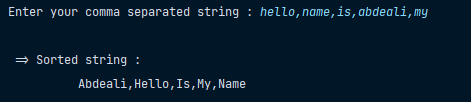 Enter your comma separated string : hello,name,is,abdeali,my
=> Sorted string :
Abdeali,Hello,Is,My,Name